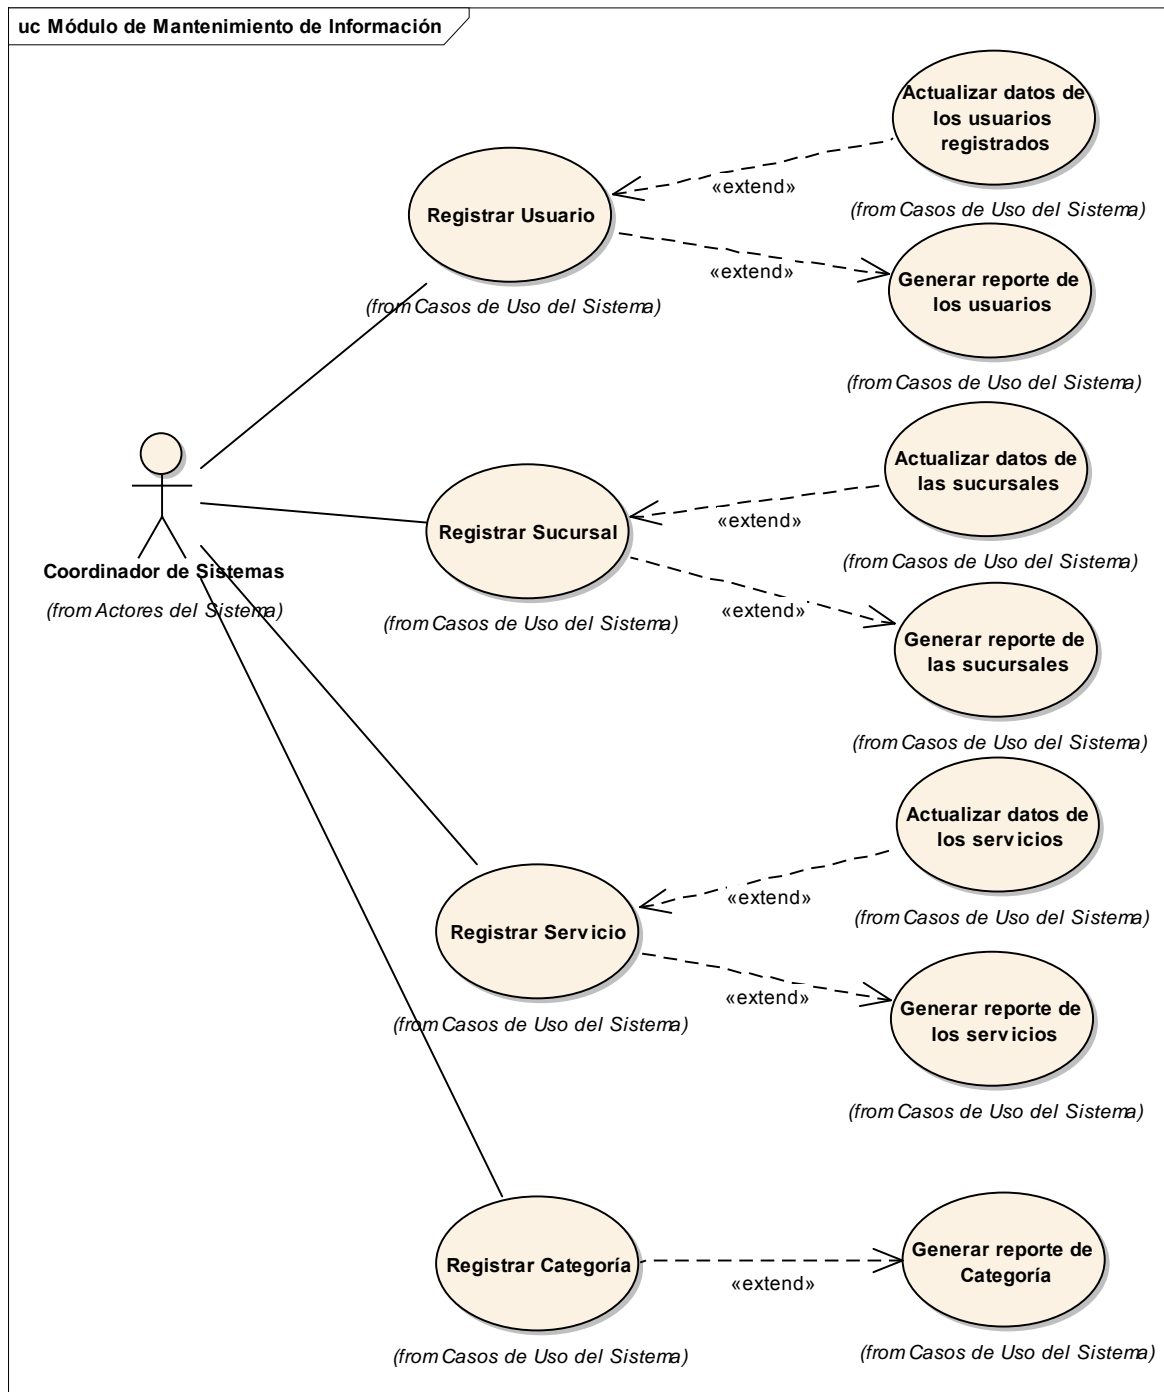 uc Módulo de Mantenimiento de Información
Actualizar datos de
los usuarios
registrados
«extend»
(from Casos de Uso del Sistema)
Registrar Usuario
(from Casos de Uso del Sistema)
«extend»
Generar reporte de
los usuarios
(from Casos de Uso del Sistema)
Coordinador de Sistemas
(from Actores del Sistema)
Actualizar datos de
las sucursales
(from Casos de Uso del Sistema)
«extend»
Registrar Sucursal
(from Casos de Uso del Sistema)
«extend»
Generar reporte de
las sucursales
(from Casos de Uso del Sistema)
Actualizar datos de
los servicios
(from Casos de Uso del Sistema)
«extend»
Registrar Servicio
(from Casos de Uso del Sistema)
«extend»
Generar reporte de
los servicios
(from Casos de Uso del Sistema)
Registrar Categoría
(from Casos de Uso del Sistema)
«extend»
Generar reporte de
Categoría
(from Casos de Uso del Sistema)